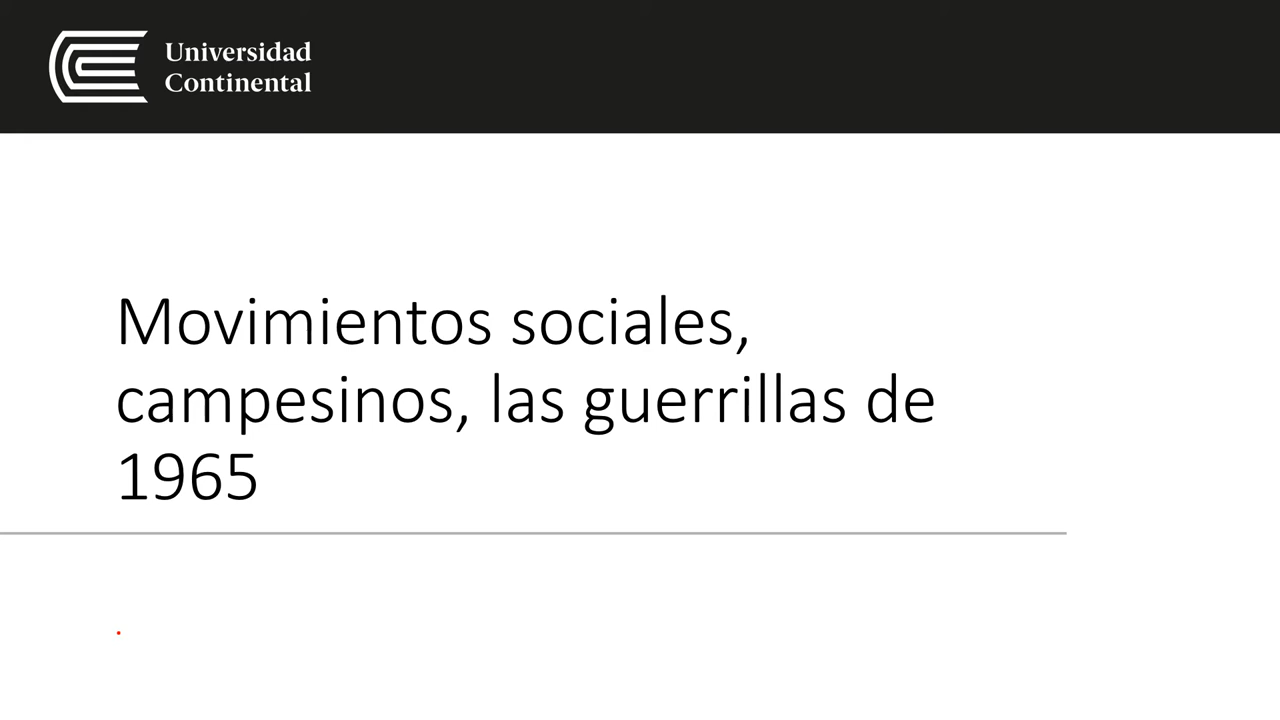 Universidad
Continental
Movimientos sociales,
campesinos, las guerrillas de
1965
.